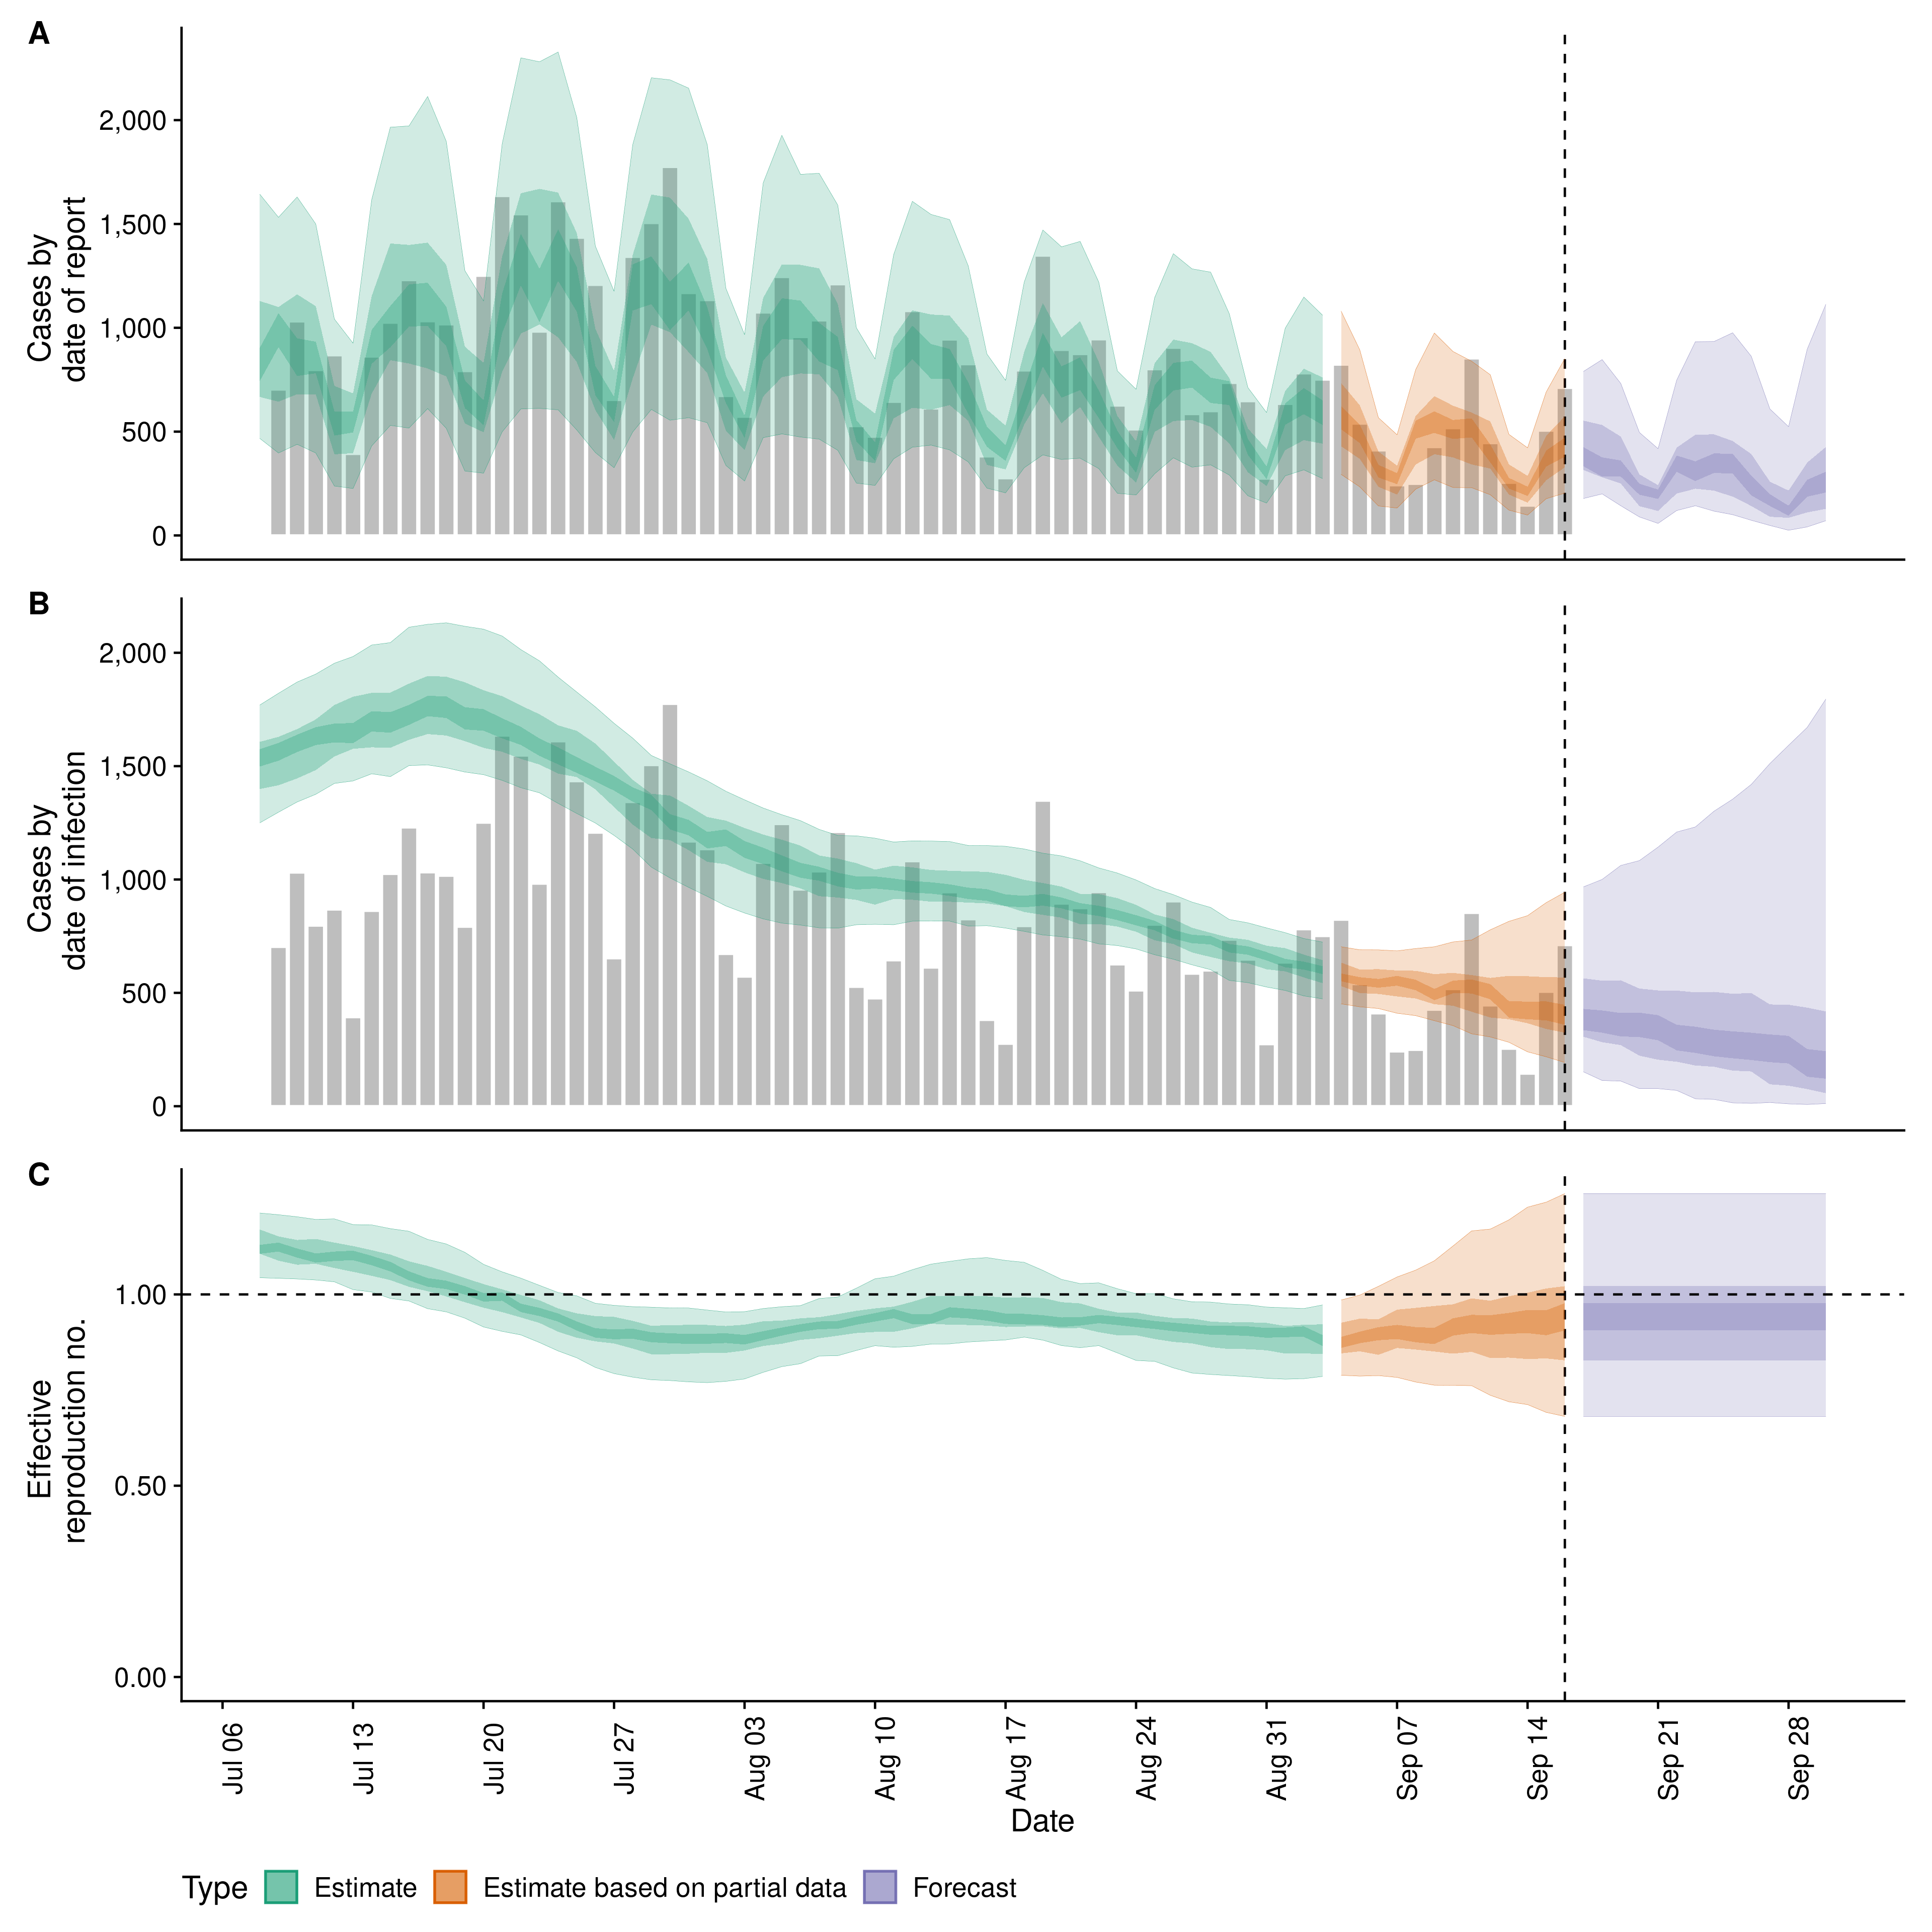 A
Cases by
date of report
2,000
1,500
1,000
500
0
B
Cases by
date of infection
2,000
1,500
1,000
500
0
C
Effective
reproduction no.
1.00
0.50
0.00
Jul 06
Jul 13
Jul 20
Jul 27
Aug 03
Aug 10
Aug 17
Aug 24
Aug 31
Sep 07
Sep 14
Sep 21
Sep 28
Date
Type
Estimate
Estimate based on partial data
Forecast